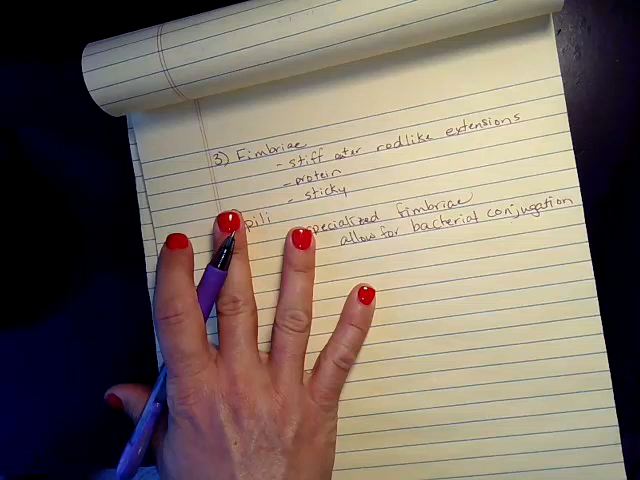 3) Fimbriae
- stiff outer rodlike extensions
- protein
- sticky
pili specialized fimbriae
allow for bacterial conjugation